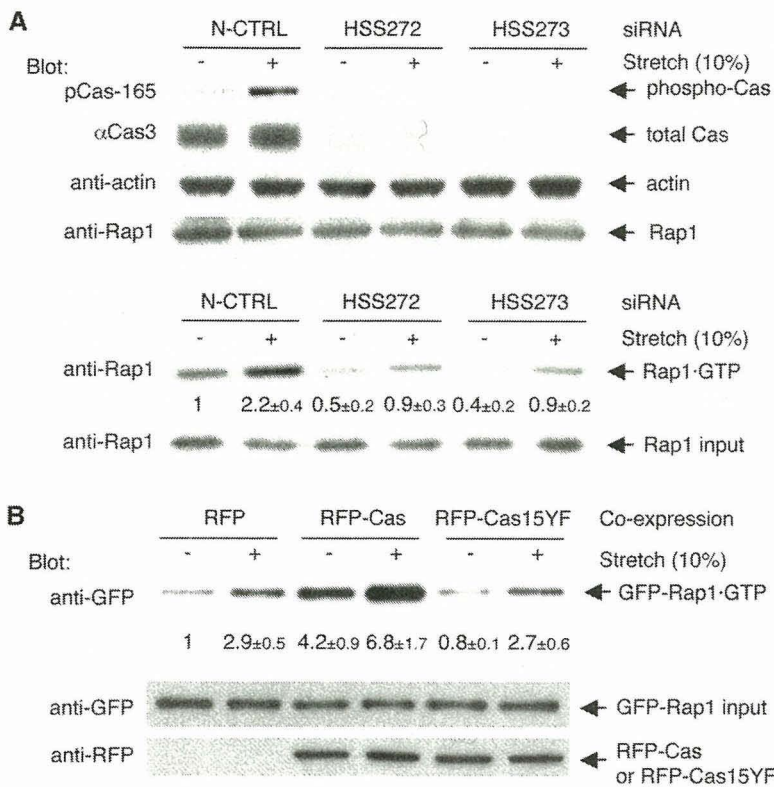 A
N-CTRL HSS272 HSS273 siRNA
Blot: - + - + - + Stretch (10%)
pCas-165 phospho-Cas
αCas3 total Cas
anti-actin actin
anti-Rap1 Rap1
N-CTRL HSS272 HSS273 siRNA
- + - + - + Stretch (10%)
anti-Rap1 Rap1·GTP
1 2.2±0.4 0.5±0.2 0.9±0.3 0.4±0.2 0.9±0.2
anti-Rap1 Rap1 input
B
RFP RFP-Cas RFP-Cas15YF Co-expression
Blot: - + - + - + Stretch (10%)
anti-GFP GFP-Rap1·GTP
1 2.9±0.5 4.2±0.9 6.8±1.7 0.8±0.1 2.7±0.6
anti-GFP GFP-Rap1 input
anti-RFP RFP-Cas
or RFP-Cas15YF